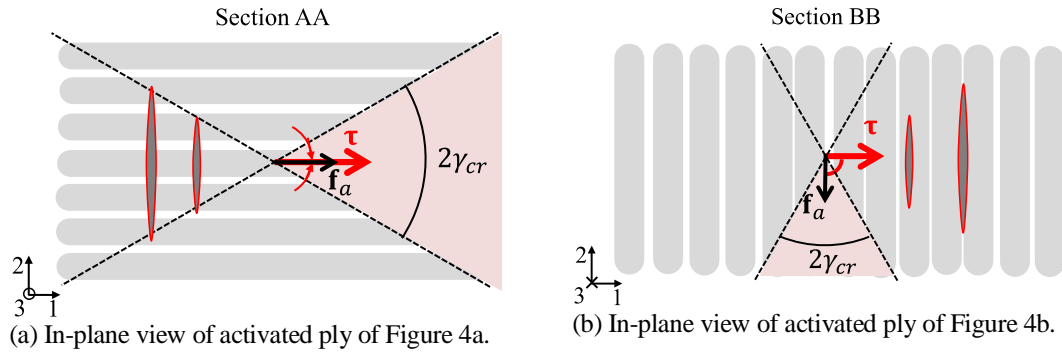 Section AA
τ
f_a
2γ_cr
2
3
1
(a) In-plane view of activated ply of Figure 4a.
Section BB
τ
f_a
2γ_cr
2
3
1
(b) In-plane view of activated ply of Figure 4b.